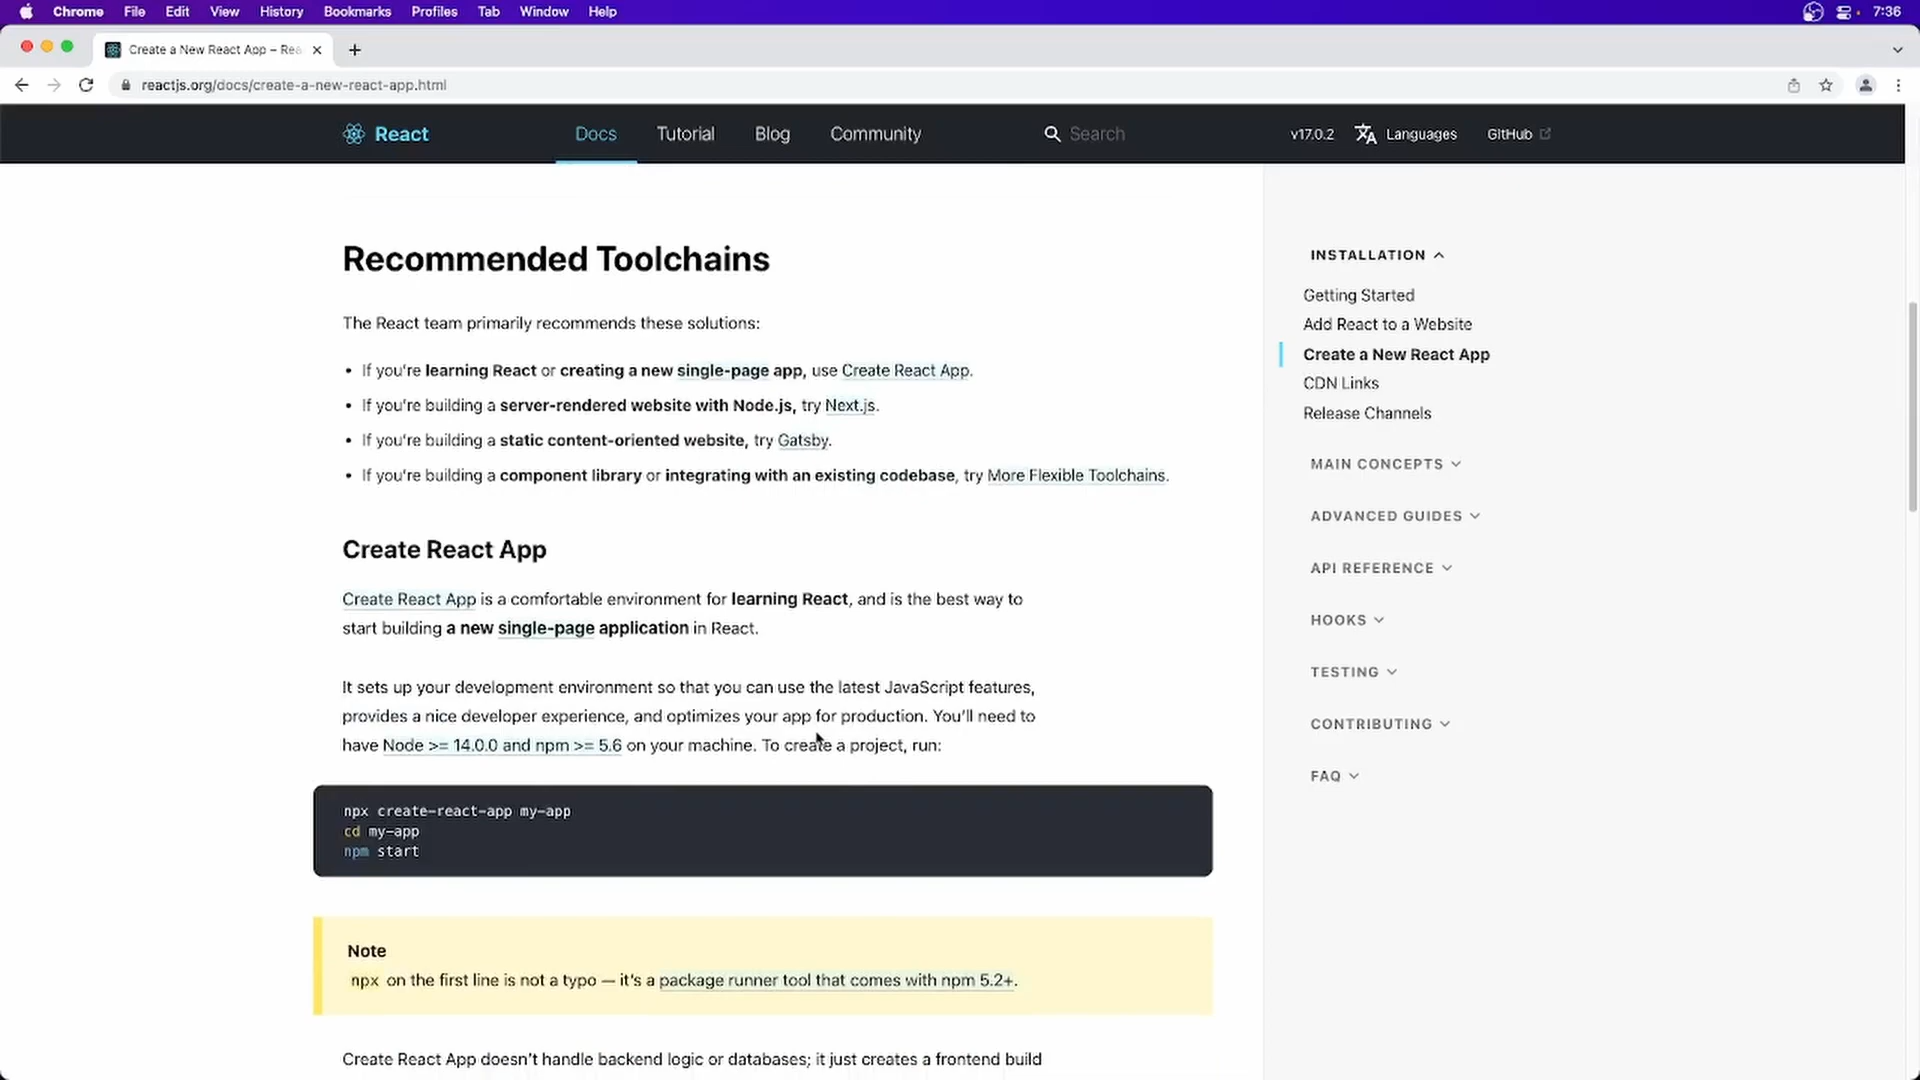 Chrome File Edit View History Bookmarks Profiles Tab Window Help 7:36
Create a New React App – Rea
reactjs.org/docs/create-a-new-react-app.html
React Docs Tutorial Blog Community Search v17.0.2 Languages GitHub
Recommended Toolchains
The React team primarily recommends these solutions:
• If you're learning React or creating a new single-page app, use Create React App.
• If you're building a server-rendered website with Node.js, try Next.js.
• If you're building a static content-oriented website, try Gatsby.
• If you're building a component library or integrating with an existing codebase, try More Flexible Toolchains.
Create React App
Create React App is a comfortable environment for learning React, and is the best way to
start building a new single-page application in React.
It sets up your development environment so that you can use the latest JavaScript features,
provides a nice developer experience, and optimizes your app for production. You'll need to
have Node >= 14.0.0 and npm >= 5.6 on your machine. To create a project, run:
npx create-react-app my-app
cd my-app
npm start
Note
npx on the first line is not a typo — it's a package runner tool that comes with npm 5.2+.
Create React App doesn't handle backend logic or databases; it just creates a frontend build
INSTALLATION
Getting Started
Add React to a Website
Create a New React App
CDN Links
Release Channels
MAIN CONCEPTS
ADVANCED GUIDES
API REFERENCE
HOOKS
TESTING
CONTRIBUTING
FAQ